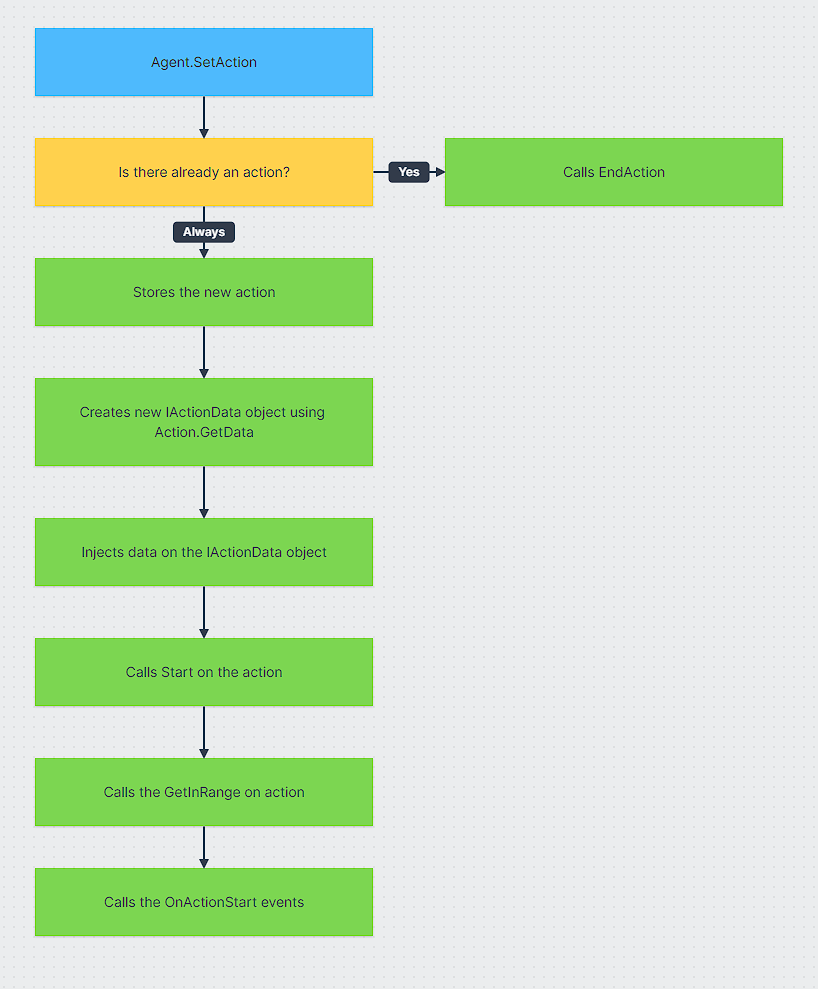 Agent.SetAction
Is there already an action?
Yes
Calls EndAction
Always
Stores the new action
Creates new IActionData object using
Action.GetData
Injects data on the IActionData object
Calls Start on the action
Calls the GetInRange on action
Calls the OnActionStart events